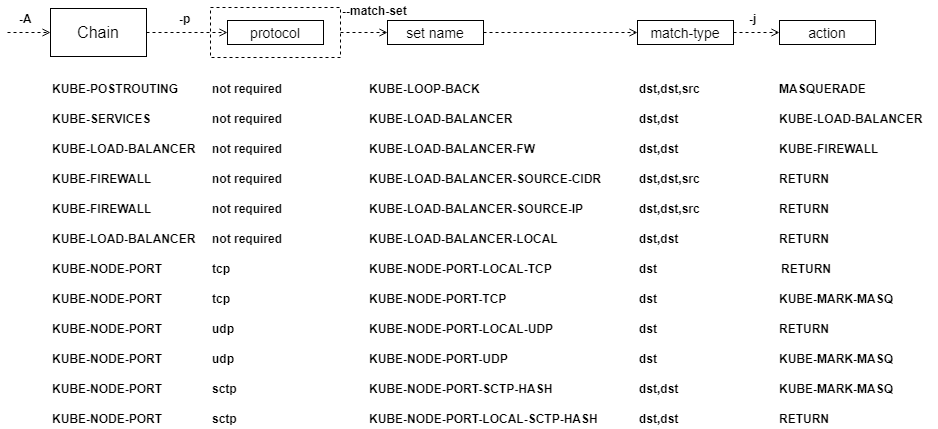 -A Chain -p protocol --match-set set name match-type -j action
KUBE-POSTROUTING not required KUBE-LOOP-BACK dst,dst,src MASQUERADE
KUBE-SERVICES not required KUBE-LOAD-BALANCER dst,dst KUBE-LOAD-BALANCER
KUBE-LOAD-BALANCER not required KUBE-LOAD-BALANCER-FW dst,dst KUBE-FIREWALL
KUBE-FIREWALL not required KUBE-LOAD-BALANCER-SOURCE-CIDR dst,dst,src RETURN
KUBE-FIREWALL not required KUBE-LOAD-BALANCER-SOURCE-IP dst,dst,src RETURN
KUBE-LOAD-BALANCER not required KUBE-LOAD-BALANCER-LOCAL dst,dst RETURN
KUBE-NODE-PORT tcp KUBE-NODE-PORT-LOCAL-TCP dst RETURN
KUBE-NODE-PORT tcp KUBE-NODE-PORT-TCP dst KUBE-MARK-MASQ
KUBE-NODE-PORT udp KUBE-NODE-PORT-LOCAL-UDP dst RETURN
KUBE-NODE-PORT udp KUBE-NODE-PORT-UDP dst KUBE-MARK-MASQ
KUBE-NODE-PORT sctp KUBE-NODE-PORT-SCTP-HASH dst,dst KUBE-MARK-MASQ
KUBE-NODE-PORT sctp KUBE-NODE-PORT-LOCAL-SCTP-HASH dst,dst RETURN